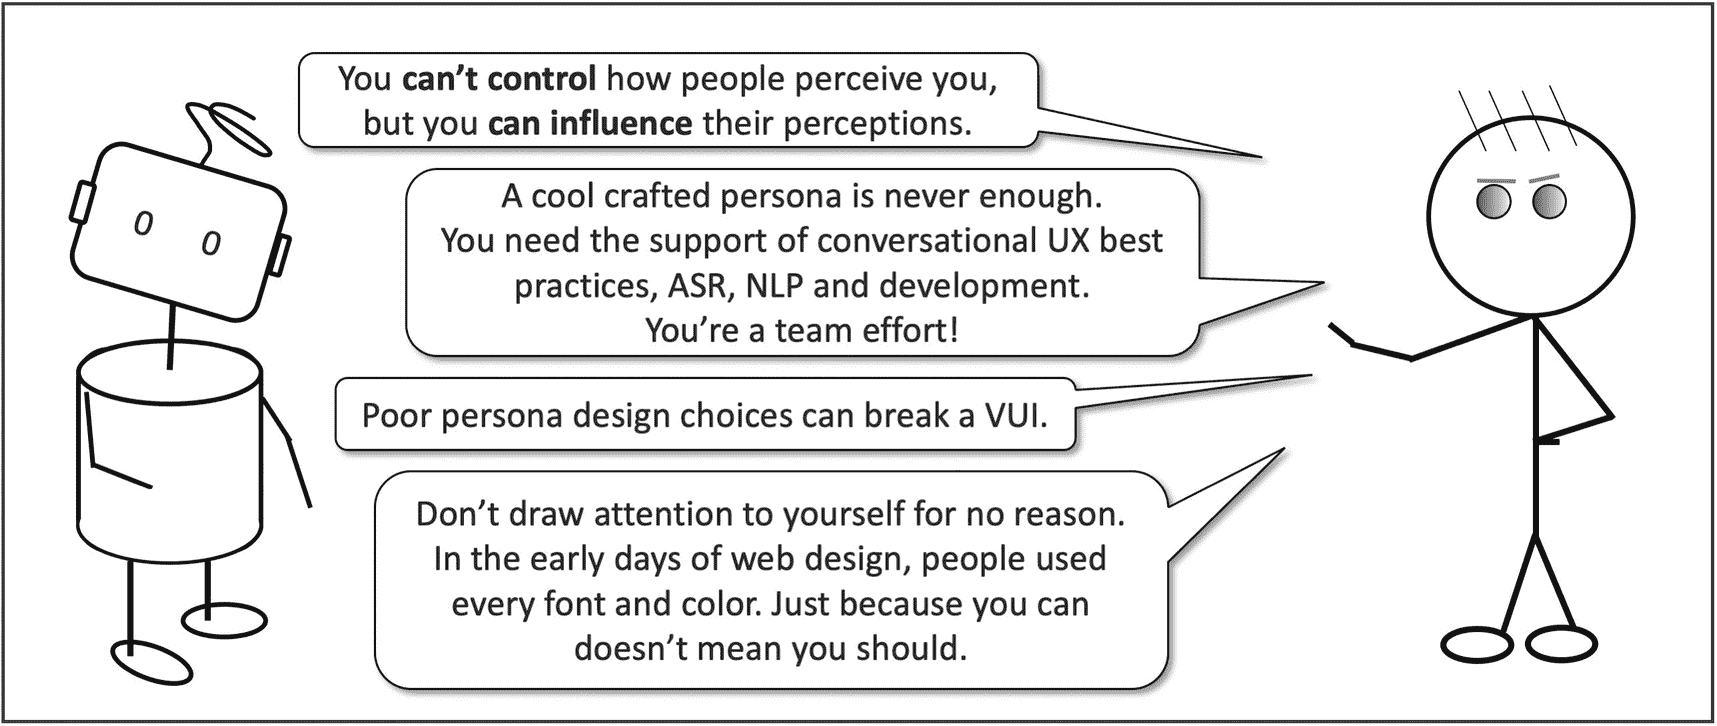 You can’t control how people perceive you,
but you can influence their perceptions.
A cool crafted persona is never enough.
You need the support of conversational UX best
practices, ASR, NLP and development.
You’re a team effort!
Poor persona design choices can break a VUI.
Don’t draw attention to yourself for no reason.
In the early days of web design, people used
every font and color. Just because you can
doesn’t mean you should.